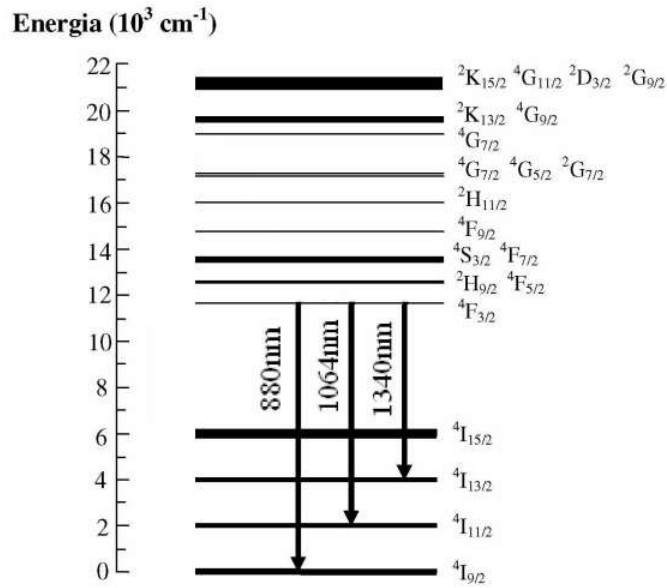 Energia (10³ cm⁻¹)
22
²K₁₅/₂ ⁴G₁₁/₂ ²D₃/₂ ²G₉/₂
20
²K₁₃/₂ ⁴G₉/₂
⁴G₇/₂
18
⁴G₇/₂ ⁴G₅/₂ ²G₇/₂
16
²H₁₁/₂
⁴F₉/₂
14
⁴S₃/₂ ⁴F₇/₂
²H₉/₂ ⁴F₅/₂
12
⁴F₃/₂
10
880nm
1064nm
1340nm
8
6
⁴I₁₅/₂
4
⁴I₁₃/₂
2
⁴I₁₁/₂
0
⁴I₉/₂